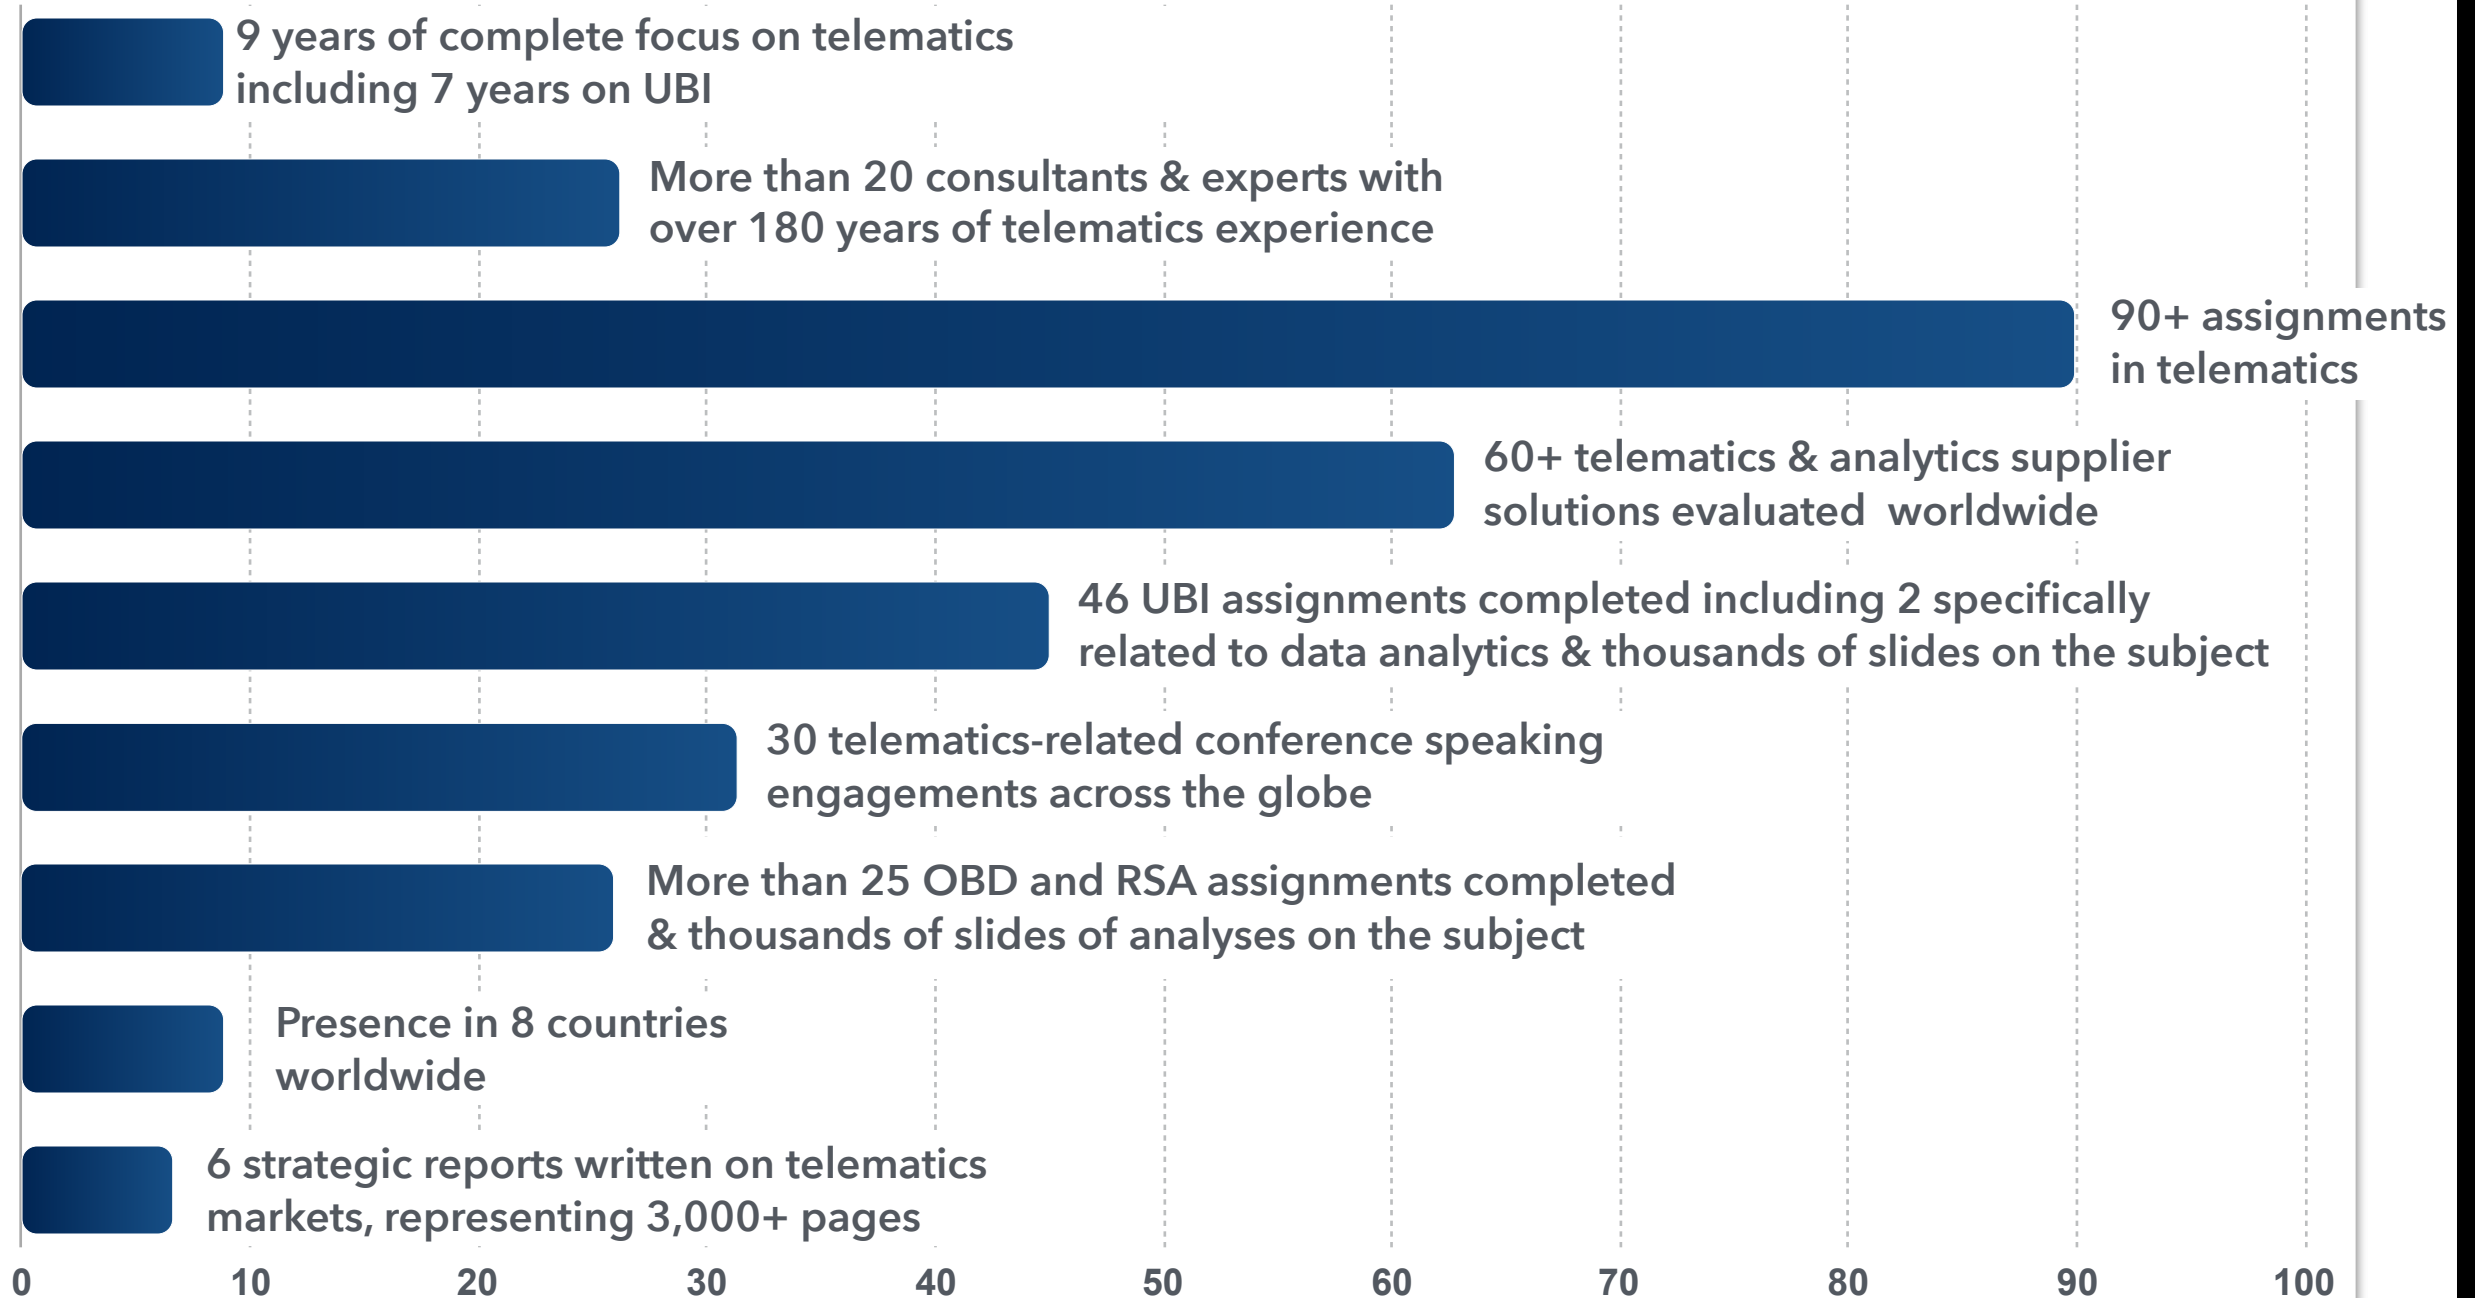 9 years of complete focus on telematics
including 7 years on UBI
More than 20 consultants & experts with
over 180 years of telematics experience
90+ assignments
in telematics
60+ telematics & analytics supplier
solutions evaluated  worldwide
46 UBI assignments completed including 2 specifically
related to data analytics & thousands of slides on the subject
30 telematics-related conference speaking
engagements across the globe
More than 25 OBD and RSA assignments completed
& thousands of slides of analyses on the subject
Presence in 8 countries
worldwide
6 strategic reports written on telematics
markets, representing 3,000+ pages
0 10 20 30 40 50 60 70 80 90 100